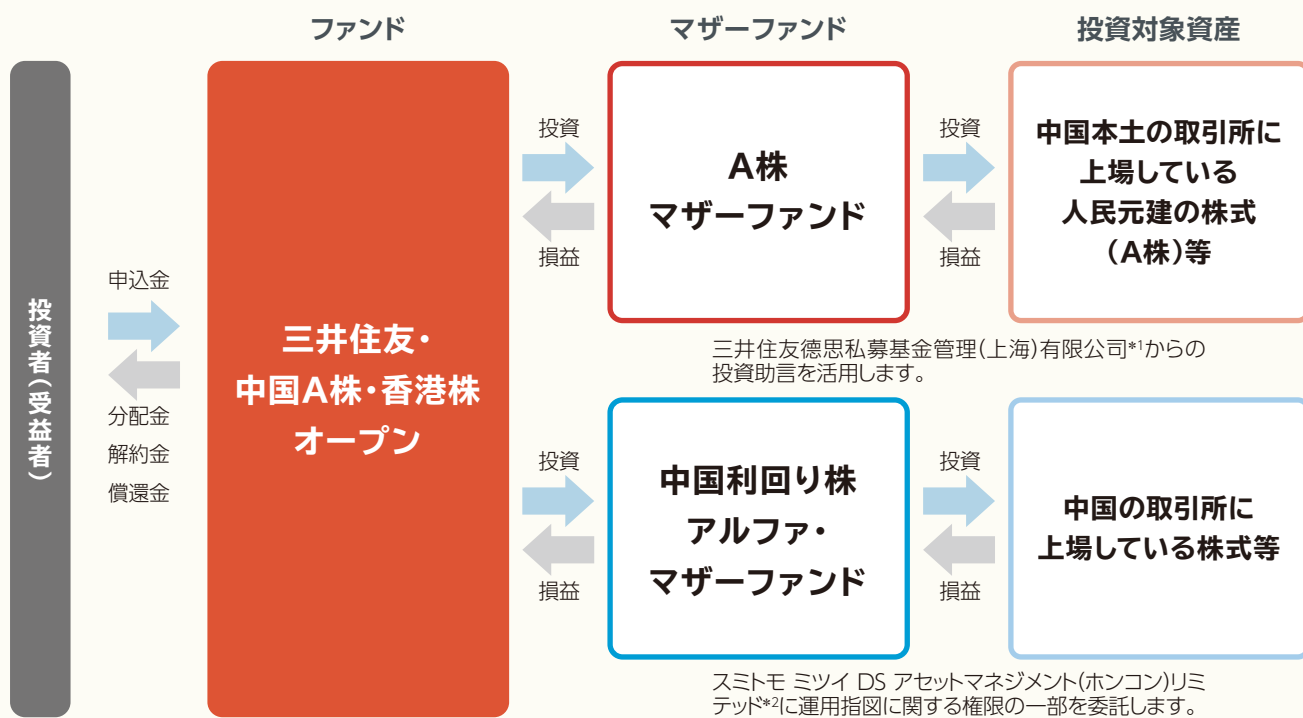 ファンド
マザーファンド
投資対象資産
投資者(受益者)
申込金
分配金
解約金
償還金
三井住友・
中国A株・香港株
オープン
投資
損益
A株
マザーファンド
投資
損益
中国本土の取引所に
上場している
人民元建の株式
(A株)等
三井住友德思私募基金管理(上海)有限公司*1からの
投資助言を活用します。
投資
損益
中国利回り株
アルファ・
マザーファンド
投資
損益
中国の取引所に
上場している株式等
スミトモ ミツイ DS アセットマネジメント(ホンコン)リミ
テッド*2に運用指図に関する権限の一部を委託します。